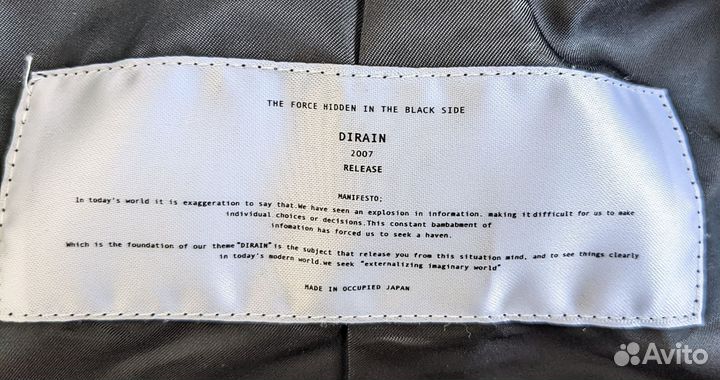 THE FORCE HIDDEN IN THE BLACK SIDE
DIRAIN
2007
RELEASE
MANIFESTO;
In today's world it is exaggeration to say that.We have seen an explosion in information. making it difficult for us to make
individual choices or decisions.This constant bambabment of
infomation has forced us to seek a haven.
Which is the foundation of our theme"DIRAIN"is the subject that release you from this situation mind. and to see things clearly
in today's modern world.we seek "externalizing imaginary world"
MADE IN OCCUPIED JAPAN
Avito